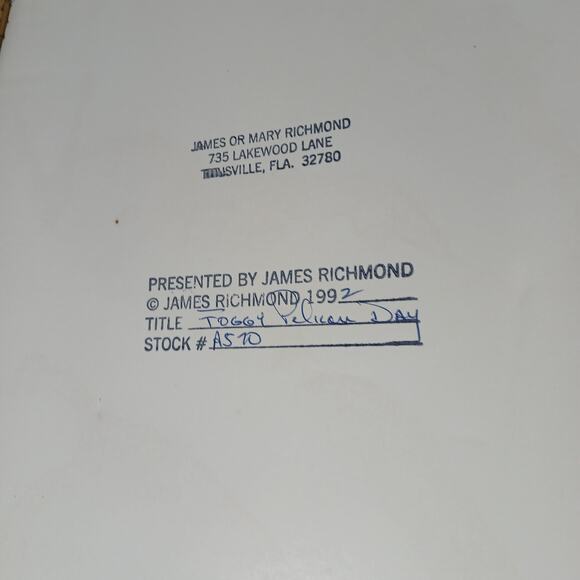 JAMES OR MARY RICHMOND
735 LAKEWOOD LANE
TITUSVILLE, FLA. 32780
PRESENTED BY JAMES RICHMOND
© JAMES RICHMOND 1992
TITLE FOGGY Pelican DAY
STOCK # A570